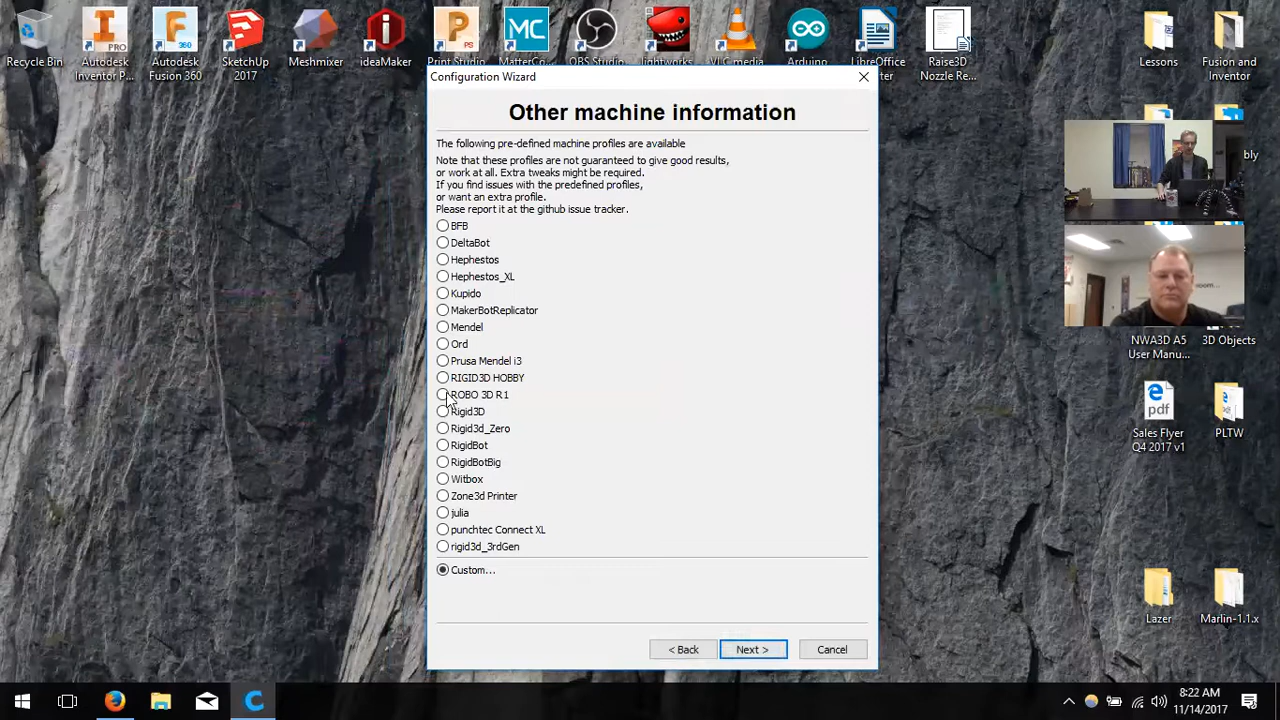 Recycle Bin
Autodesk
Inventor P...
PRO
Autodesk
Fusion 360
360
SketchUp
2017
Meshmixer
ideaMaker
PS
Print Studio
MC
MatterCo...
OBS Studio
lightworks
VLC media
Arduino
LibreOffice
Raise3D
Nozzle Re...
Lessons
Fusion and
Inventor
bly
Configuration Wizard
Other machine information
The following pre-defined machine profiles are available
Note that these profiles are not guaranteed to give good results,
or work at all. Extra tweaks might be required.
If you find issues with the predefined profiles,
or want an extra profile.
Please report it at the github issue tracker.
BFB
DeltaBot
Hephestos
Hephestos_XL
Kupido
MakerBotReplicator
Mendel
Ord
Prusa Mendel i3
RIGID3D HOBBY
ROBO 3D R1
Rigid3D
Rigid3d_Zero
RigidBot
RigidBotBig
Witbox
Zone3d Printer
julia
punchtec Connect XL
rigid3d_3rdGen
Custom...
< Back
Next >
Cancel
NWA3D A5
User Manu...
3D Objects
pdf
Sales Flyer
Q4 2017 v1
PLTW
Lazer
Marlin-1.1.x
8:22 AM
11/14/2017